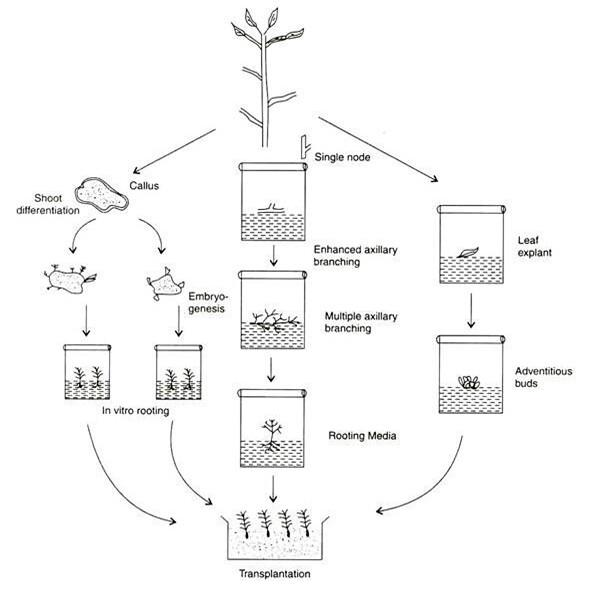 Single node
Callus
Shoot
differentiation
Leaf
explant
Enhanced axillary
branching
Embryo-
genesis
Multiple axillary
branching
Adventitious
buds
In vitro rooting
Rooting Media
Transplantation